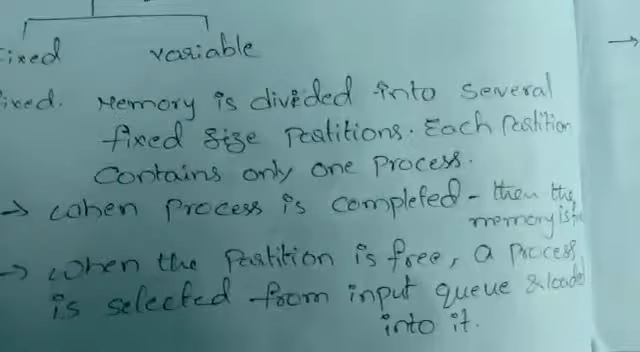 Fixed variable
Fixed. Memory is divided into several
fixed size partitions. Each partition
contains only one process.
→ when process is completed - then the
memory is
→ when the partition is free, a process
is selected from input queue & loaded
into it.